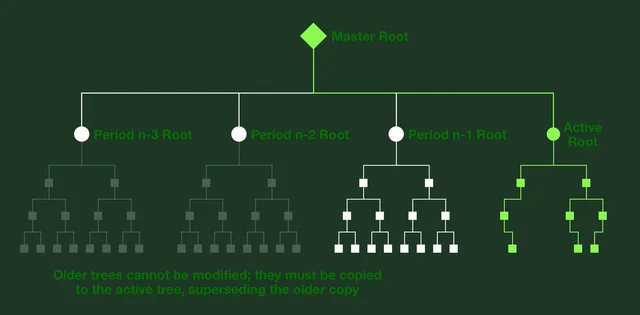 Master Root
Period n-3 Root
Period n-2 Root
Period n-1 Root
Active
Root
Older trees cannot be modified; they must be copied
to the active tree, superseding the older copy